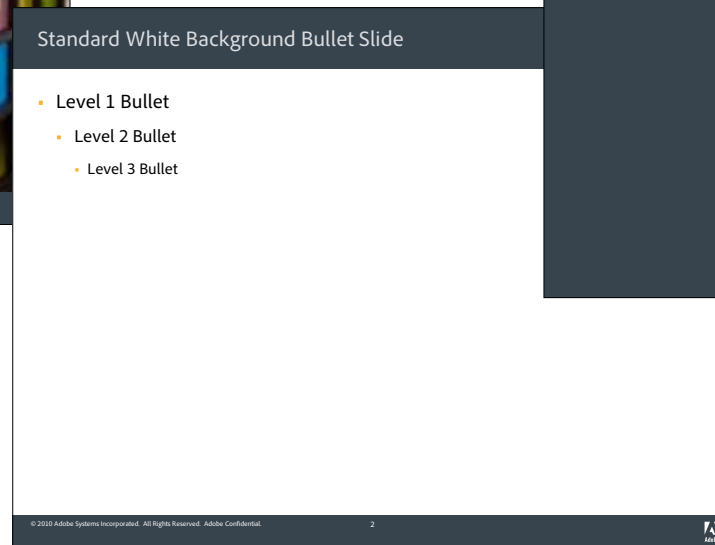 Standard White Background Bullet Slide
Level 1 Bullet
Level 2 Bullet
Level 3 Bullet
© 2010 Adobe Systems Incorporated. All Rights Reserved. Adobe Confidential.
2